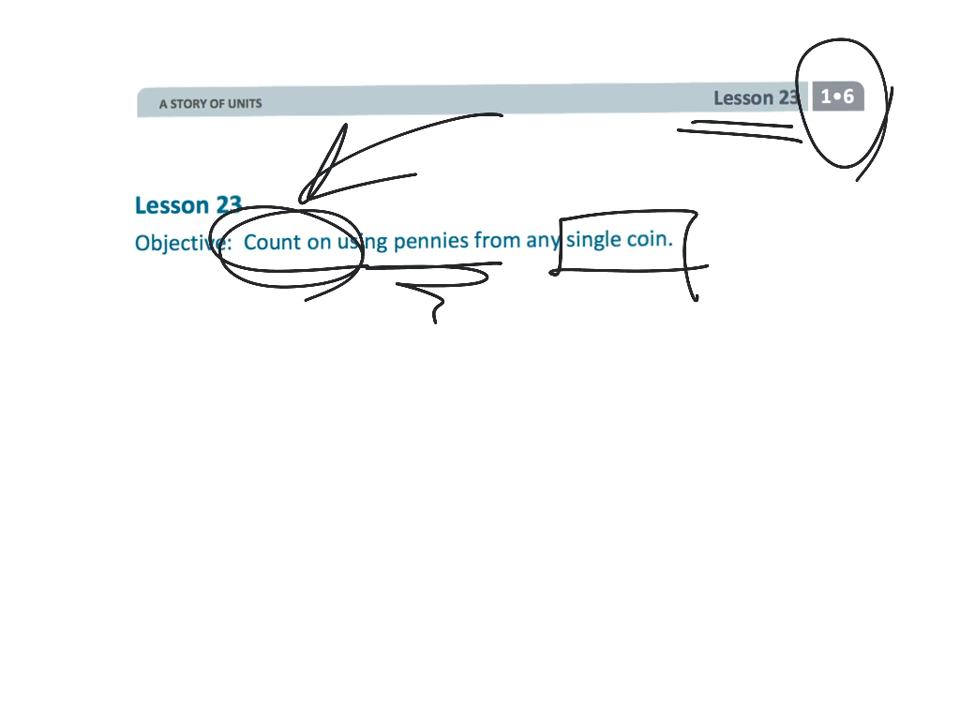 A STORY OF UNITS Lesson 23 1•6
Lesson 23
Objective: Count on using pennies from any single coin.